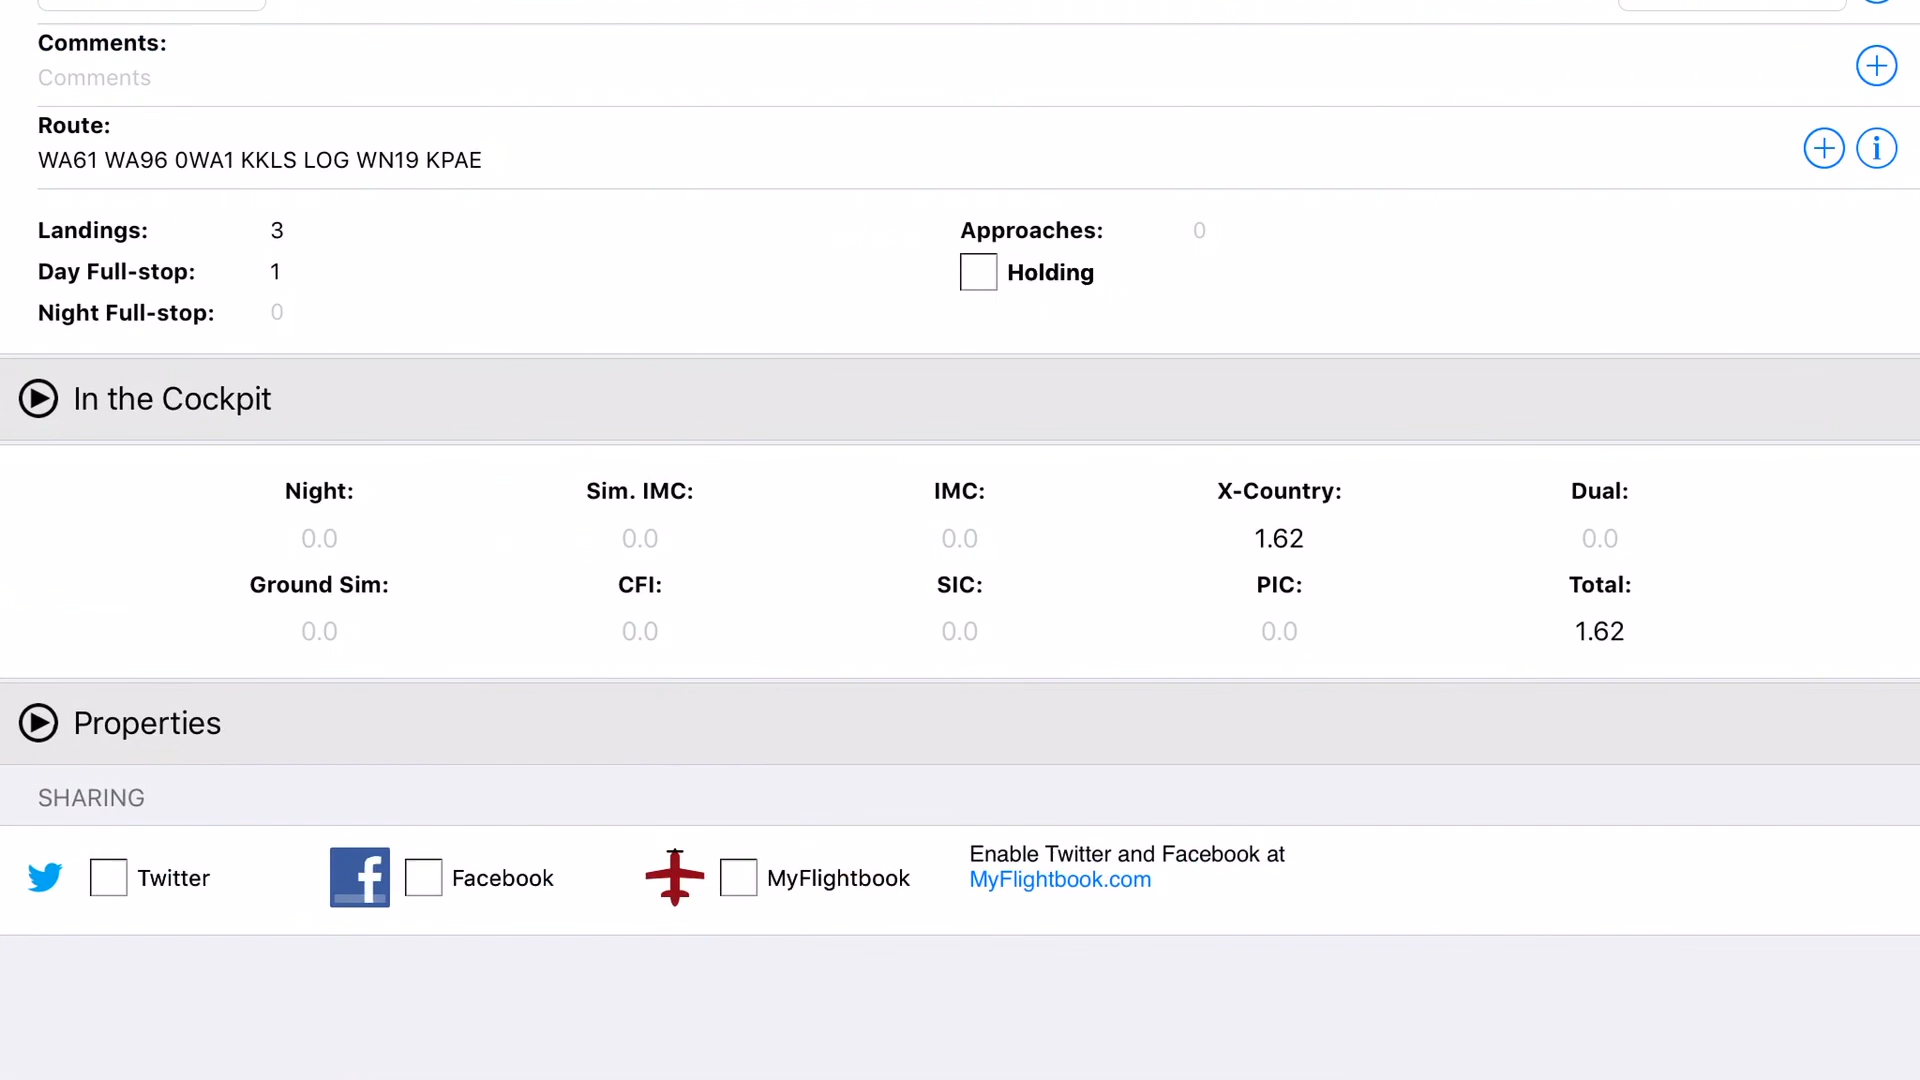 Comments:
Comments
Route:
WA61 WA96 0WA1 KKLS LOG WN19 KPAE
Landings: 3 Approaches: 0
Day Full-stop: 1 Holding
Night Full-stop: 0
In the Cockpit
Night: Sim. IMC: IMC: X-Country: Dual:
0.0 0.0 0.0 1.62 0.0
Ground Sim: CFI: SIC: PIC: Total:
0.0 0.0 0.0 0.0 1.62
Properties
SHARING
Twitter Facebook MyFlightbook Enable Twitter and Facebook at
MyFlightbook.com